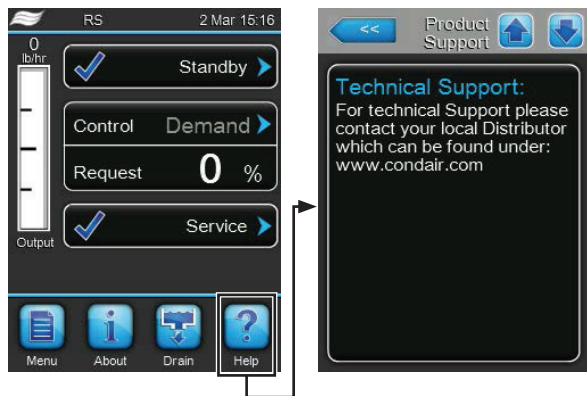 RS 2 Mar 15:16
0
lb/hr
Standby
Control Demand
Request 0 %
Service
Output
Menu About Drain Help
<< Product
Support
Technical Support:
For technical Support please
contact your local Distributor
which can be found under:
www.condair.com